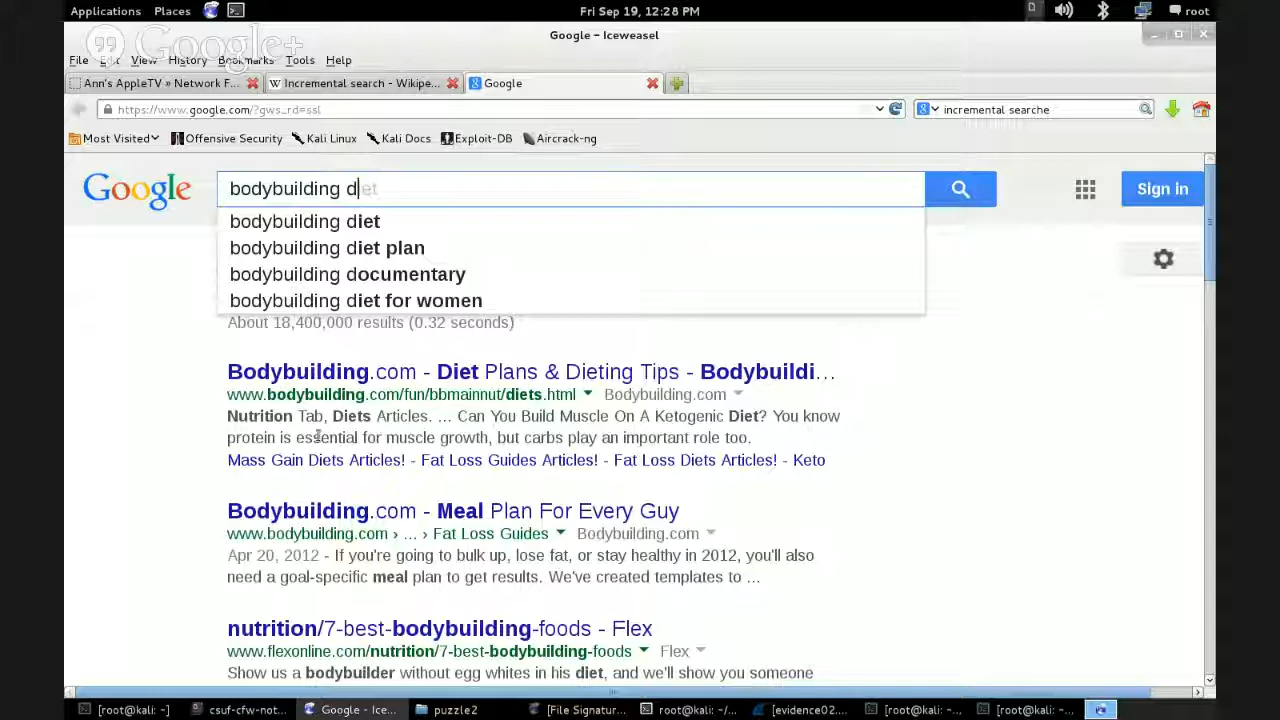 Applications Places Fri Sep 19, 12:28 PM root
Google - Iceweasel
Google+
File Edit View History Bookmarks Tools Help
Ann's AppleTV » Network F... Incremental search - Wikipe... Google
https://www.google.com/?gws_rd=ssl incremental searche
Most Visited Offensive Security Kali Linux Kali Docs Exploit-DB Aircrack-ng
Google bodybuilding diet Sign in
bodybuilding diet
bodybuilding diet plan
bodybuilding documentary
bodybuilding diet for women
About 18,400,000 results (0.32 seconds)
Bodybuilding.com - Diet Plans & Dieting Tips - Bodybuildi...
www.bodybuilding.com/fun/bbmainnut/diets.html Bodybuilding.com
Nutrition Tab, Diets Articles. ... Can You Build Muscle On A Ketogenic Diet? You know
protein is essential for muscle growth, but carbs play an important role too.
Mass Gain Diets Articles! - Fat Loss Guides Articles! - Fat Loss Diets Articles! - Keto
Bodybuilding.com - Meal Plan For Every Guy
www.bodybuilding.com › ... › Fat Loss Guides Bodybuilding.com
Apr 20, 2012 - If you're going to bulk up, lose fat, or stay healthy in 2012, you'll also
need a goal-specific meal plan to get results. We've created templates to ...
nutrition/7-best-bodybuilding-foods - Flex
www.flexonline.com/nutrition/7-best-bodybuilding-foods Flex
Show us a bodybuilder without egg whites in his diet, and we'll show you someone
[root@kali: ~] csuf-cfw-not... Google - Ice... puzzle2 [File Signatur... root@kali: ~/... [evidence02.... [root@kali: ~... [root@kali: ~...